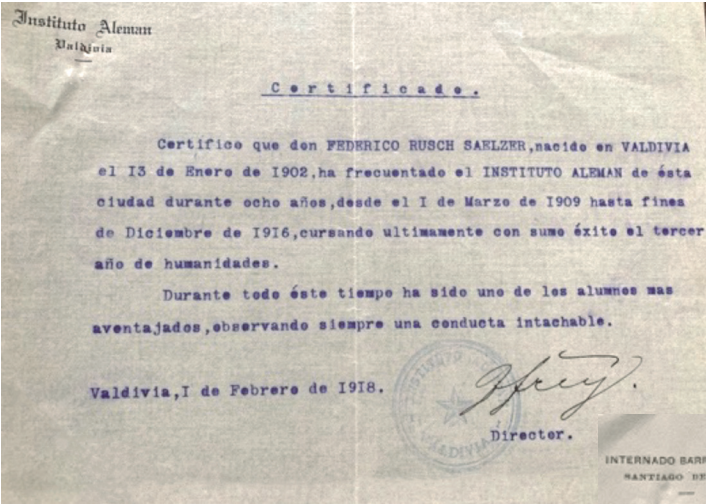 Instituto Aleman
Valdivia
Certificado.
Certifico que don FEDERICO RUSCH SAELZER,nacido en VALDIVIA
el I3 de Enero de I902,ha frecuentado el INSTITUTO ALEMAN de ésta
ciudad durante ocho años,desde el I de Marzo de I909 hasta fines
de Diciembre de I9I6,cursando ultimamente con sumo éxito el tercer
año de humanidades.
Durante todo éste tiempo ha sido uno de los alumnos mas
aventajados,observando siempre una conducta intachable.
INSTITUTO
VALDIVIA
Valdivia,I de Febrero de I9I8.
Director.
INTERNADO BARR
SANTIAGO DE